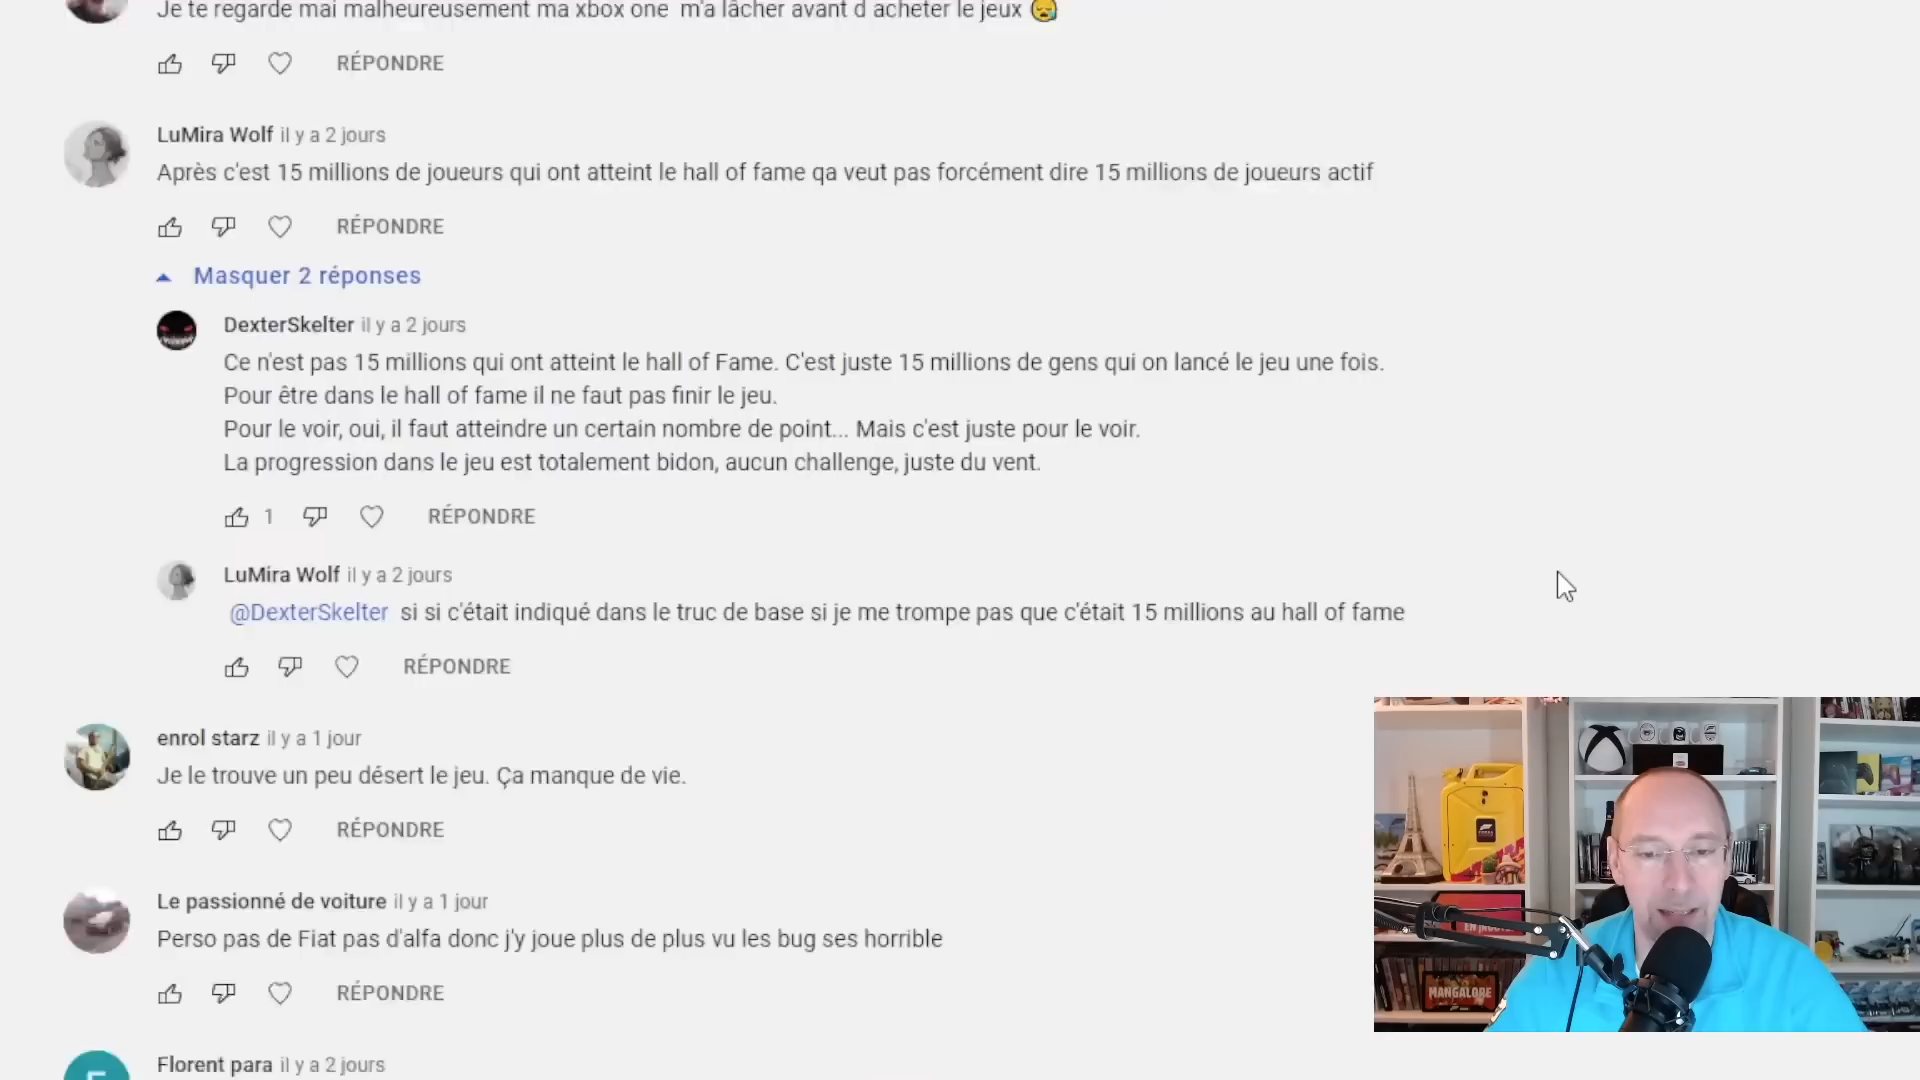 Je te regarde mai malheureusement ma xbox one m'a lâcher avant d acheter le jeux
RÉPONDRE
LuMira Wolf il y a 2 jours
Après c'est 15 millions de joueurs qui ont atteint le hall of fame qa veut pas forcément dire 15 millions de joueurs actif
RÉPONDRE
Masquer 2 réponses
DexterSkelter il y a 2 jours
Ce n'est pas 15 millions qui ont atteint le hall of Fame. C'est juste 15 millions de gens qui on lancé le jeu une fois.
Pour être dans le hall of fame il ne faut pas finir le jeu.
Pour le voir, oui, il faut atteindre un certain nombre de point... Mais c'est juste pour le voir.
La progression dans le jeu est totalement bidon, aucun challenge, juste du vent.
1 RÉPONDRE
LuMira Wolf il y a 2 jours
@DexterSkelter si si c'était indiqué dans le truc de base si je me trompe pas que c'était 15 millions au hall of fame
RÉPONDRE
enrol starz il y a 1 jour
Je le trouve un peu désert le jeu. Ça manque de vie.
RÉPONDRE
Le passionné de voiture il y a 1 jour
Perso pas de Fiat pas d'alfa donc j'y joue plus de plus vu les bug ses horrible
RÉPONDRE
MANGALORE
Florent para il y a 2 jours